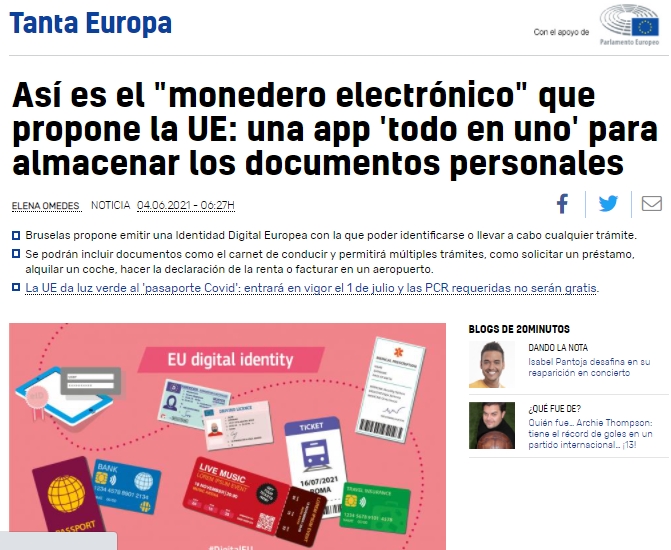 Tanta Europa
Con el apoyo de
Parlamento Europeo
Así es el "monedero electrónico" que
propone la UE: una app 'todo en uno' para
almacenar los documentos personales
ELENA OMEDES NOTICIA 04.06.2021 - 06:27H
Bruselas propone emitir una Identidad Digital Europea con la que poder identificarse o llevar a cabo cualquier trámite.
Se podrán incluir documentos como el carnet de conducir y permitirá múltiples trámites, como solicitar un préstamo,
alquilar un coche, hacer la declaración de la renta o facturar en un aeropuerto.
La UE da luz verde al 'pasaporte Covid': entrará en vigor el 1 de julio y las PCR requeridas no serán gratis.
EU digital identity
MEDICAL PRESCRIPTION
DRIVING LICENCE
TICKET
16/07/2021
ROMA
BANK
1234 4578 8901 2134
LIVE MUSIC
LOREM IPSUM EVENT
TRAVEL INSURANCE
PASSPORT
#DigitalEU
BLOGS DE 20MINUTOS
DANDO LA NOTA
Isabel Pantoja desafina en su
reaparición en concierto
¿QUÉ FUE DE?
Quién fue... Archie Thompson:
tiene el récord de goles en un
partido internacional... ¡13!